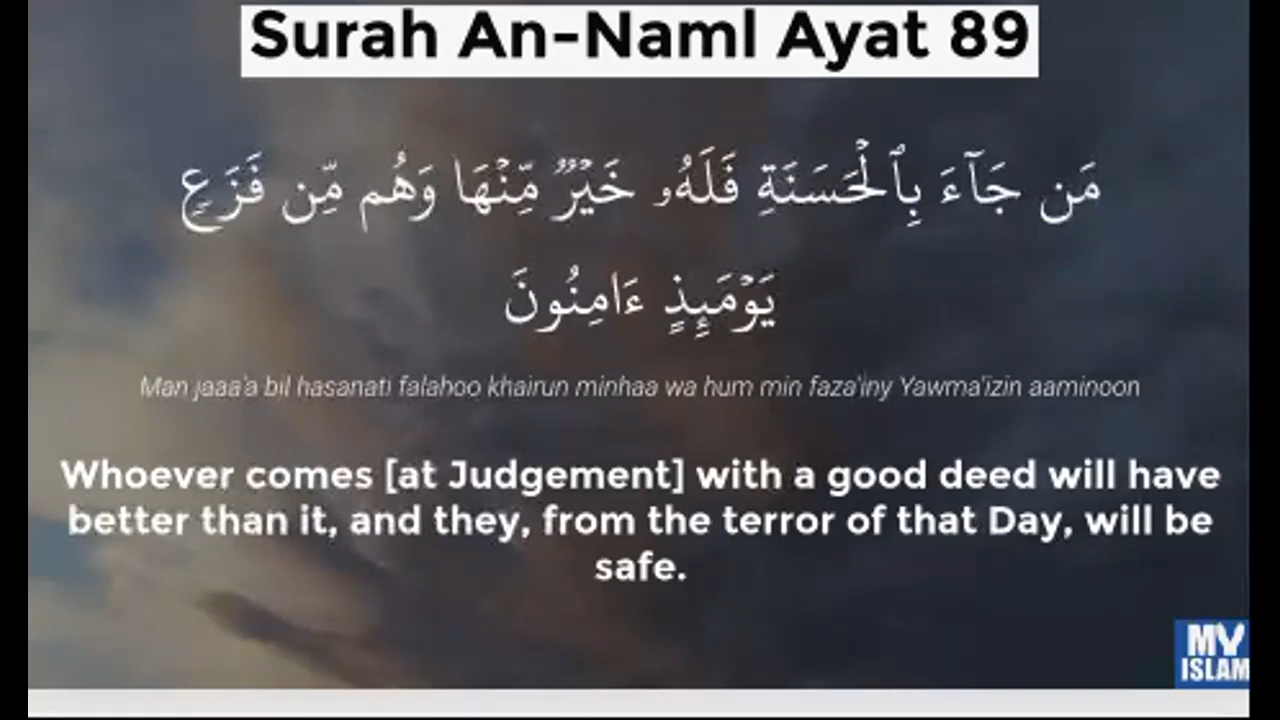 Surah An-Naml Ayat 89
مَن جَآءَ بِٱلْحَسَنَةِ فَلَهُۥ خَيْرٌۭ مِّنْهَا وَهُم مِّن فَزَعٍۢ
يَوْمَئِذٍ ءَامِنُونَ
Man jaaa'a bil hasanati falahoo khairun minhaa wa hum min faza'iny Yawma'izin aaminoon
Whoever comes [at Judgement] with a good deed will have
better than it, and they, from the terror of that Day, will be
safe.
MY
ISLAM